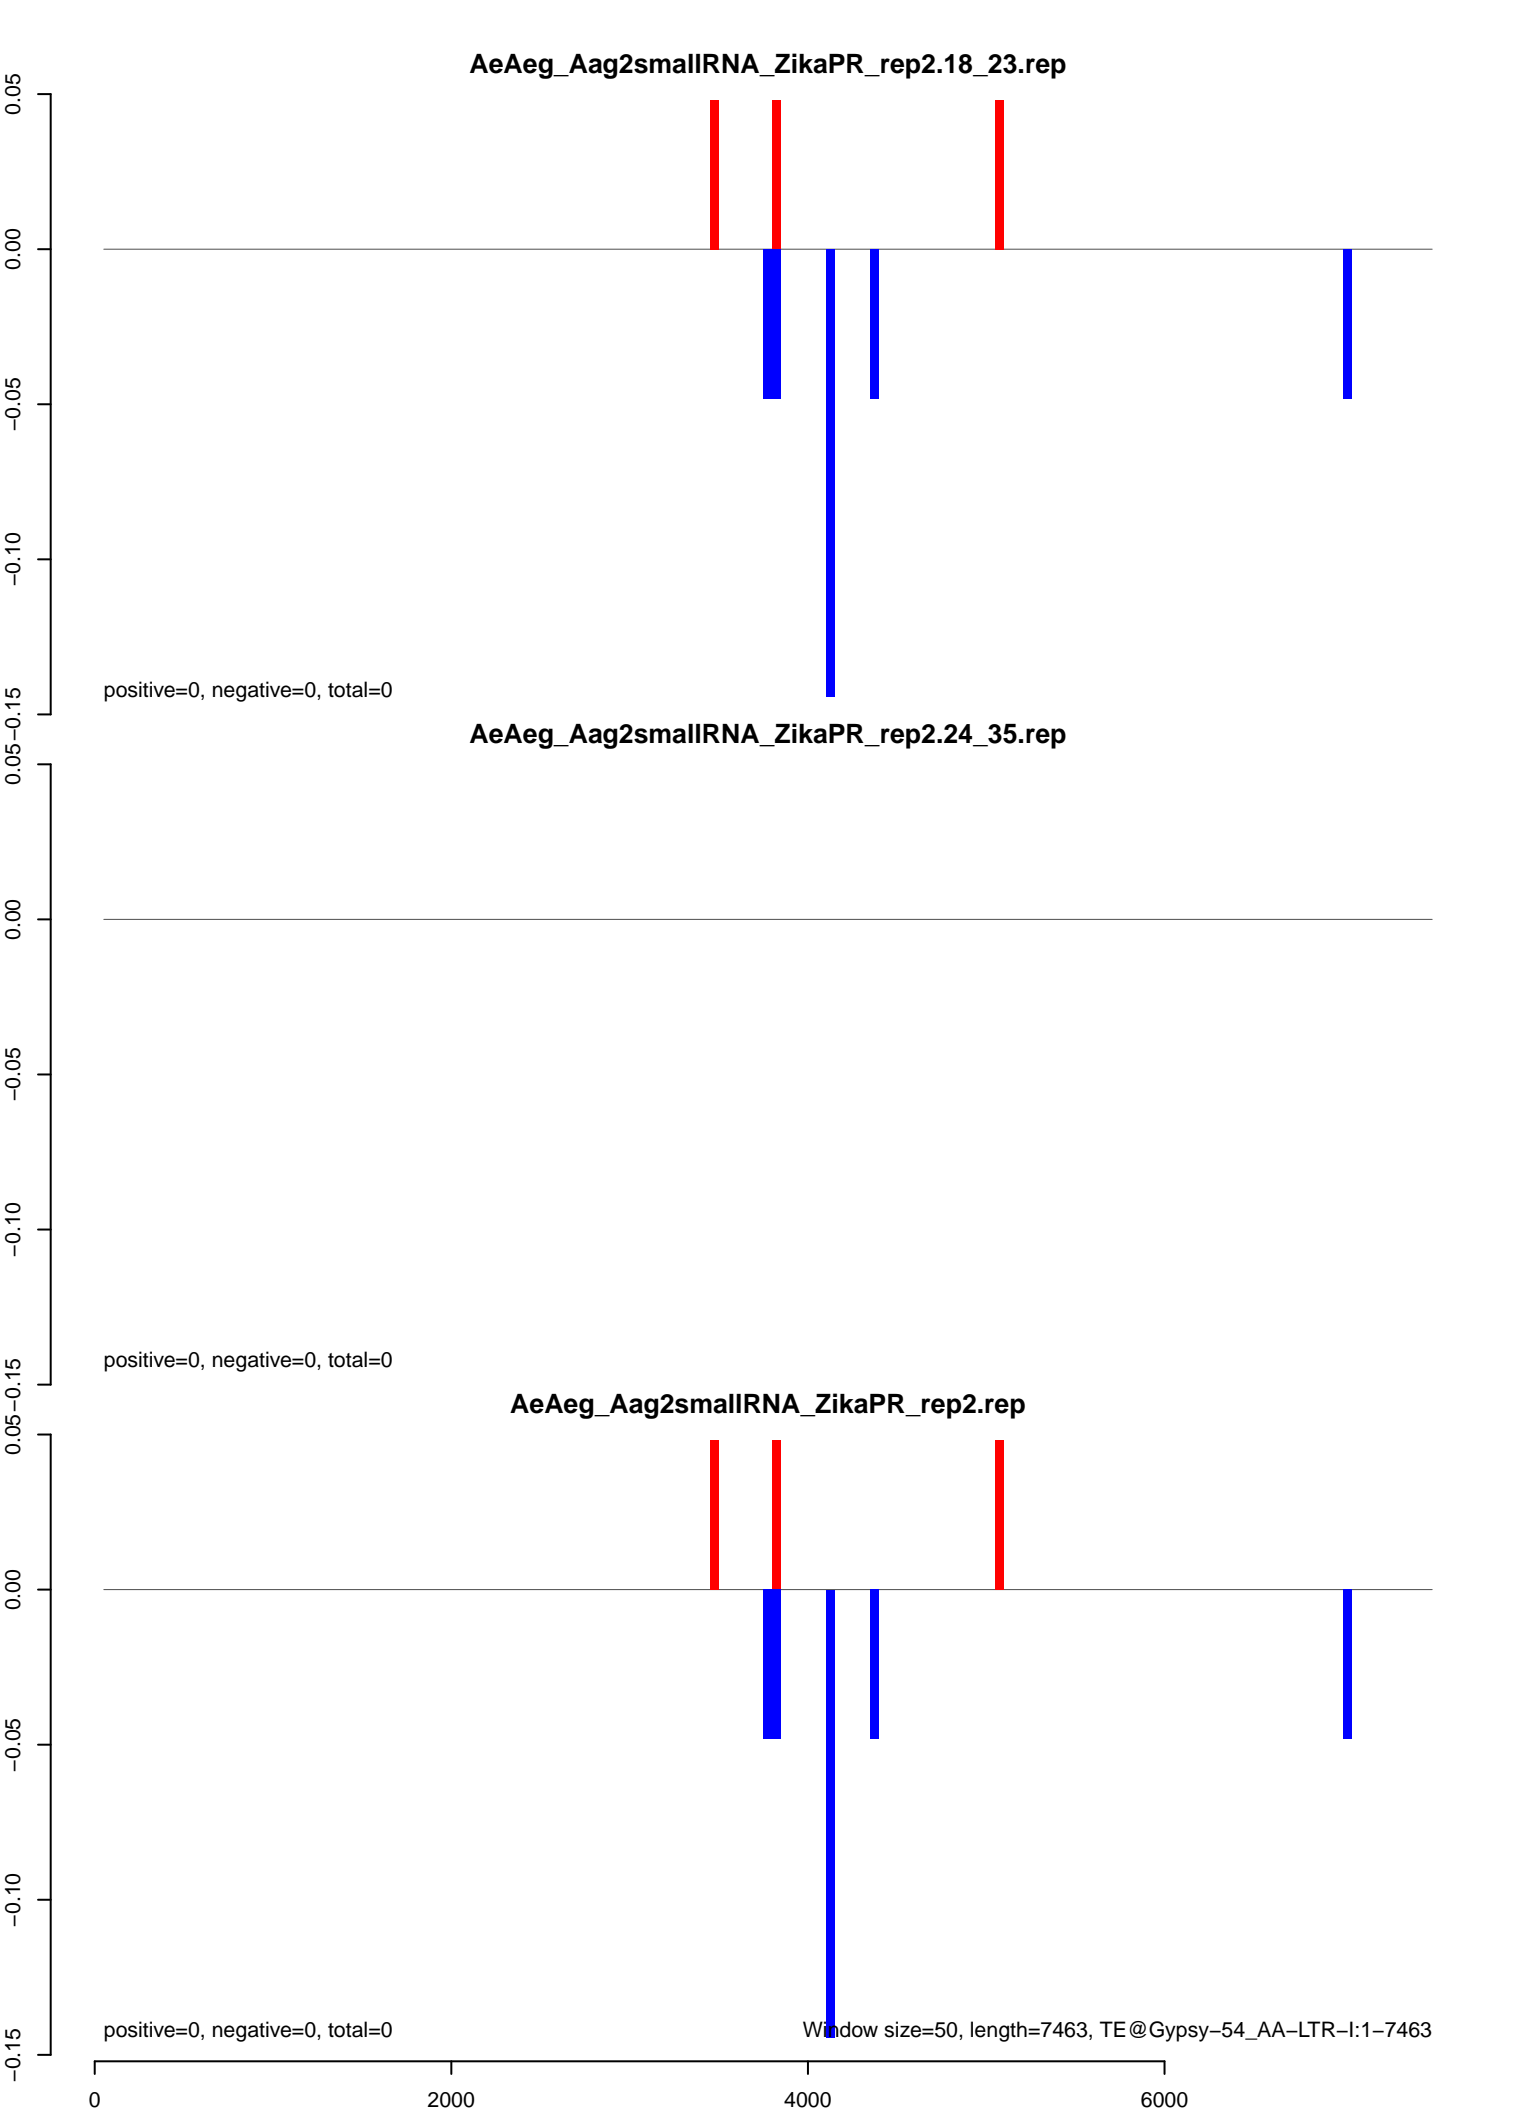 AeAeg_Aag2smallRNA_ZikaPR_rep2.18_23.rep
0.05
0.00
−0.05
−0.10
−0.15
positive=0, negative=0, total=0
AeAeg_Aag2smallRNA_ZikaPR_rep2.24_35.rep
0.05
0.00
−0.05
−0.10
−0.15
positive=0, negative=0, total=0
AeAeg_Aag2smallRNA_ZikaPR_rep2.rep
0.05
0.00
−0.05
−0.10
−0.15
positive=0, negative=0, total=0
Window size=50, length=7463, TE@Gypsy−54_AA−LTR−I:1−7463
0 2000 4000 6000